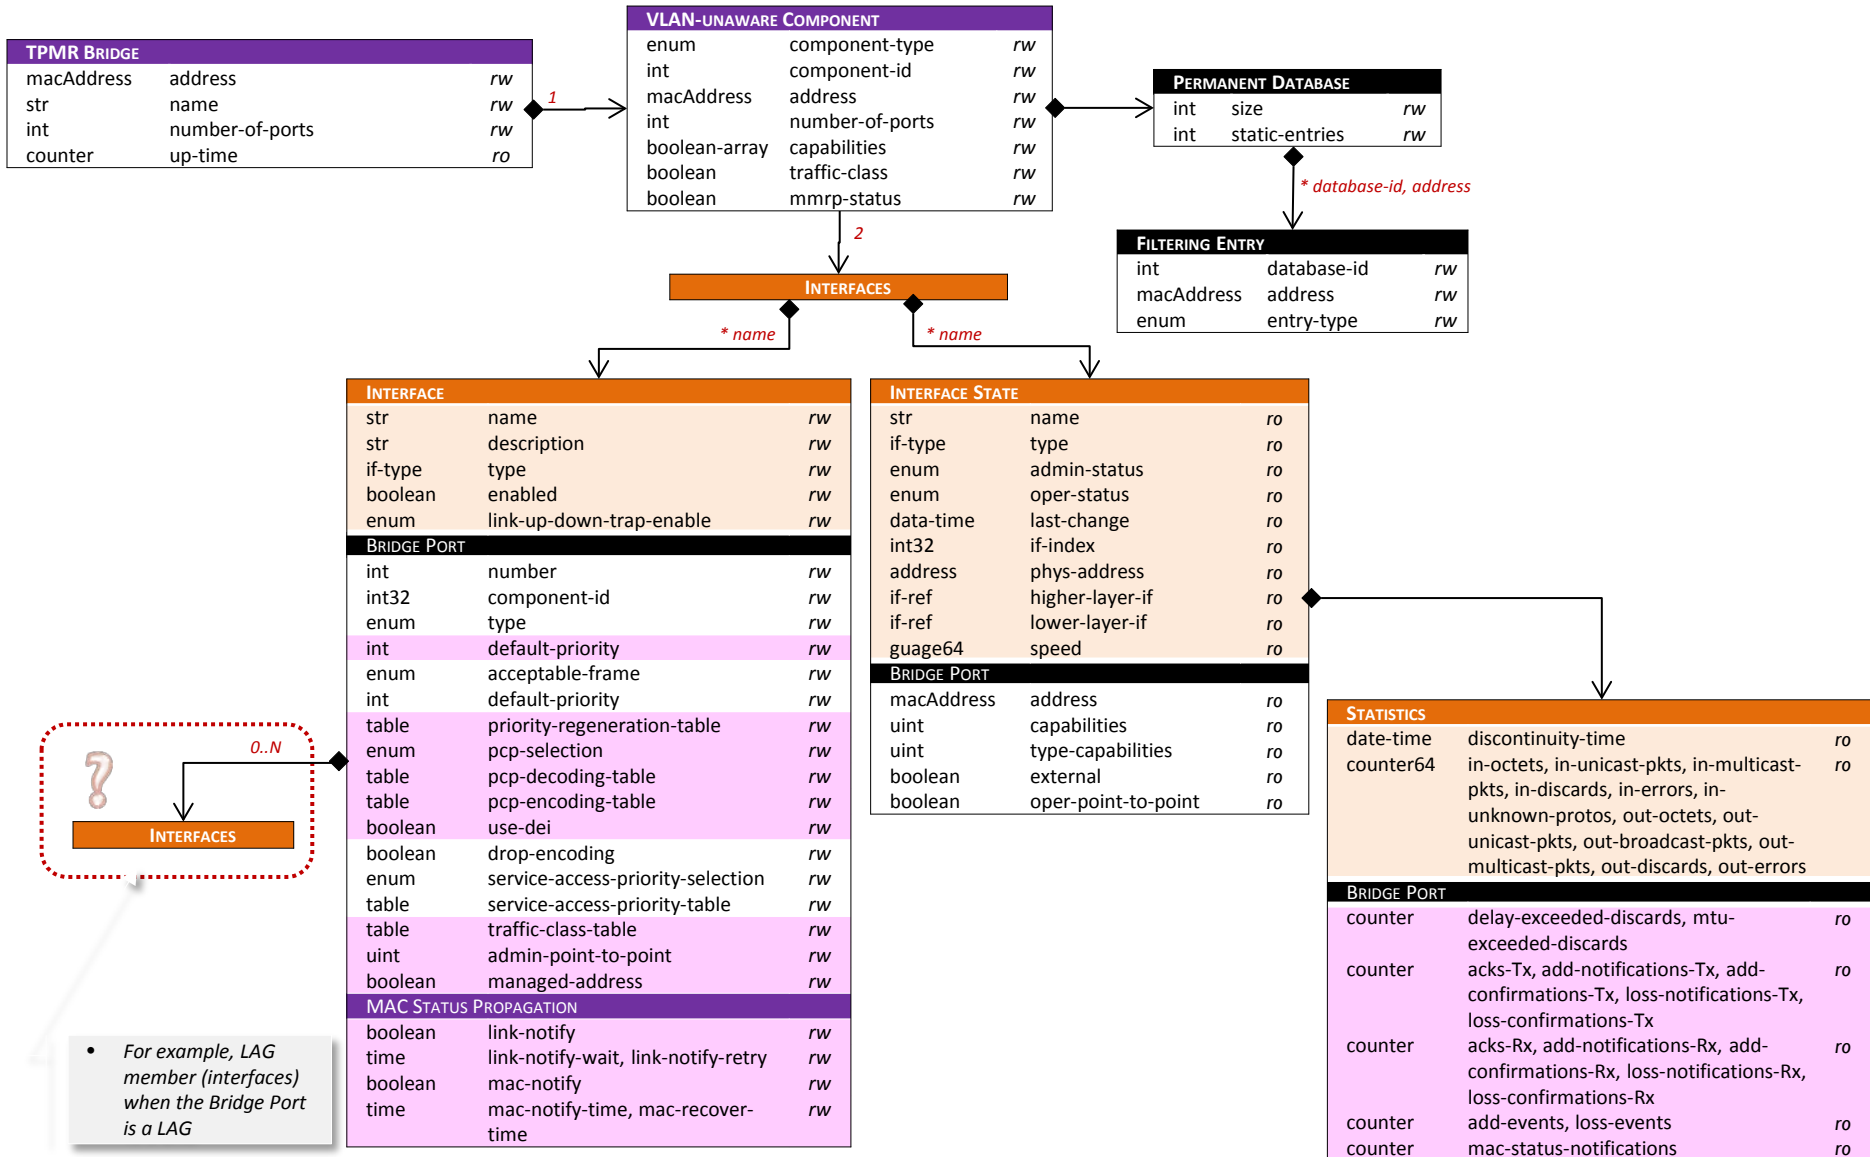 VLAN-UNAWARE COMPONENT
enum component-type rw
int component-id rw
macAddress address rw
int number-of-ports rw
boolean-array capabilities rw
boolean traffic-class rw
boolean mmrp-status rw
TPMR BRIDGE
macAddress address rw
str name rw
int number-of-ports rw
counter up-time ro
1
PERMANENT DATABASE
int size rw
int static-entries rw
* database-id, address
FILTERING ENTRY
int database-id rw
macAddress address rw
enum entry-type rw
2
INTERFACES
* name
* name
INTERFACE
str name rw
str description rw
if-type type rw
boolean enabled rw
enum link-up-down-trap-enable rw
BRIDGE PORT
int number rw
int32 component-id rw
enum type rw
int default-priority rw
enum acceptable-frame rw
int default-priority rw
table priority-regeneration-table rw
enum pcp-selection rw
table pcp-decoding-table rw
table pcp-encoding-table rw
boolean use-dei rw
boolean drop-encoding rw
enum service-access-priority-selection rw
table service-access-priority-table rw
table traffic-class-table rw
uint admin-point-to-point rw
boolean managed-address rw
MAC STATUS PROPAGATION
boolean link-notify rw
time link-notify-wait, link-notify-retry rw
boolean mac-notify rw
time mac-notify-time, mac-recover- rw
time
INTERFACE STATE
str name ro
if-type type ro
enum admin-status ro
enum oper-status ro
data-time last-change ro
int32 if-index ro
address phys-address ro
if-ref higher-layer-if ro
if-ref lower-layer-if ro
guage64 speed ro
BRIDGE PORT
macAddress address ro
uint capabilities ro
uint type-capabilities ro
boolean external ro
boolean oper-point-to-point ro
STATISTICS
date-time discontinuity-time ro
counter64 in-octets, in-unicast-pkts, in-multicast- ro
pkts, in-discards, in-errors, in-
unknown-protos, out-octets, out-
unicast-pkts, out-broadcast-pkts, out-
multicast-pkts, out-discards, out-errors
BRIDGE PORT
counter delay-exceeded-discards, mtu- ro
exceeded-discards
counter acks-Tx, add-notifications-Tx, add- ro
confirmations-Tx, loss-notifications-Tx,
loss-confirmations-Tx
counter acks-Rx, add-notifications-Rx, add- ro
confirmations-Rx, loss-notifications-Rx,
loss-confirmations-Rx
counter add-events, loss-events ro
counter mac-status-notifications ro
0..N
?
INTERFACES
• For example, LAG
member (interfaces)
when the Bridge Port
is a LAG